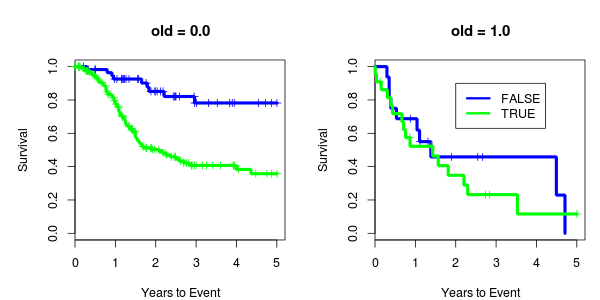 old = 0.0
Survival
1.0
0.8
0.6
0.4
0.2
0.0
0 1 2 3 4 5
Years to Event
old = 1.0
Survival
1.0
0.8
0.6
0.4
0.2
0.0
FALSE
TRUE
0 1 2 3 4 5
Years to Event